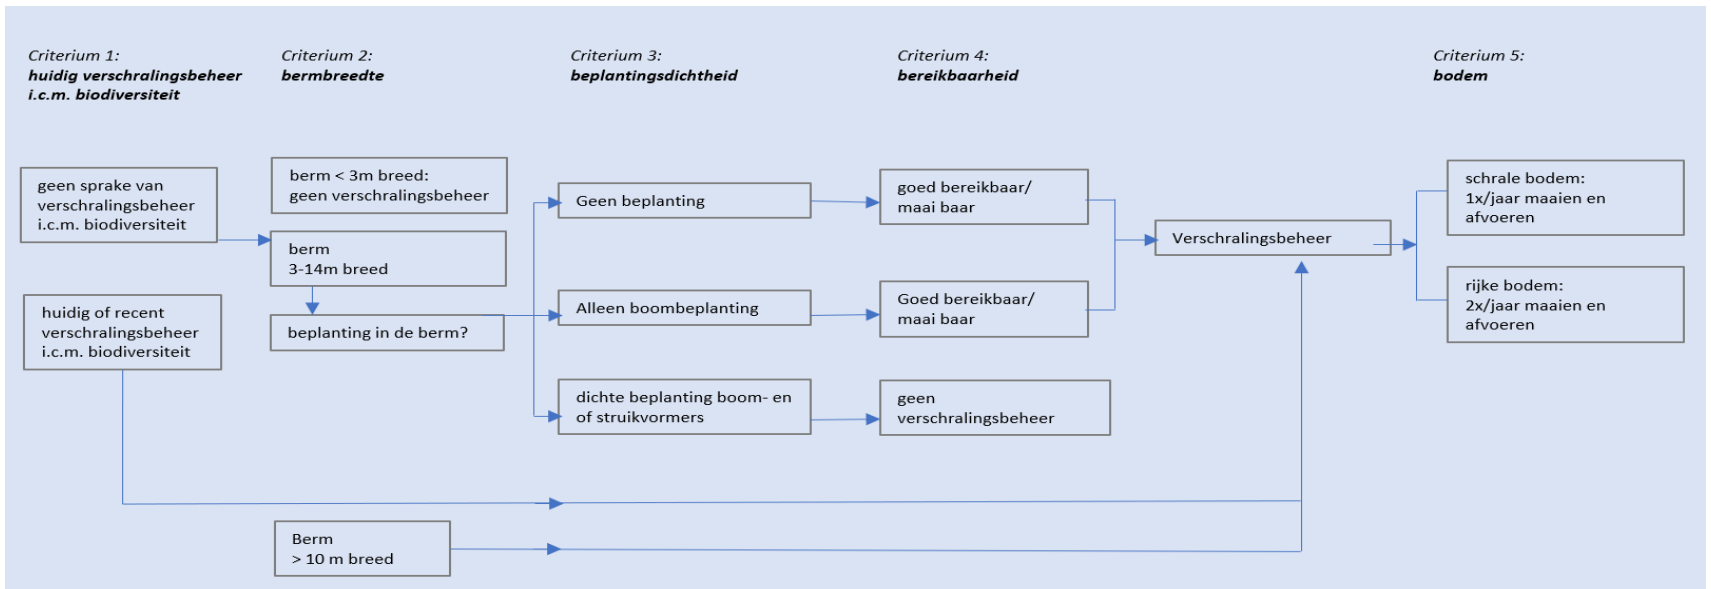 Criterium 1:
huidig verschralingsbeheer
i.c.m. biodiversiteit
Criterium 2:
bermbreedte
Criterium 3:
beplantingsdichtheid
Criterium 4:
bereikbaarheid
Criterium 5:
bodem
geen sprake van
verschralingsbeheer
i.c.m. biodiversiteit
huidig of recent
verschralingsbeheer
i.c.m. biodiversiteit
berm < 3m breed:
geen verschralingsbeheer
berm
3-14m breed
beplanting in de berm?
Berm
> 10 m breed
Geen beplanting
Alleen boombeplanting
dichte beplanting boom- en
of struikvormers
goed bereikbaar/
maai baar
Goed bereikbaar/
maai baar
geen
verschralingsbeheer
Verschralingsbeheer
schrale bodem:
1x/jaar maaien en
afvoeren
rijke bodem:
2x/jaar maaien en
afvoeren